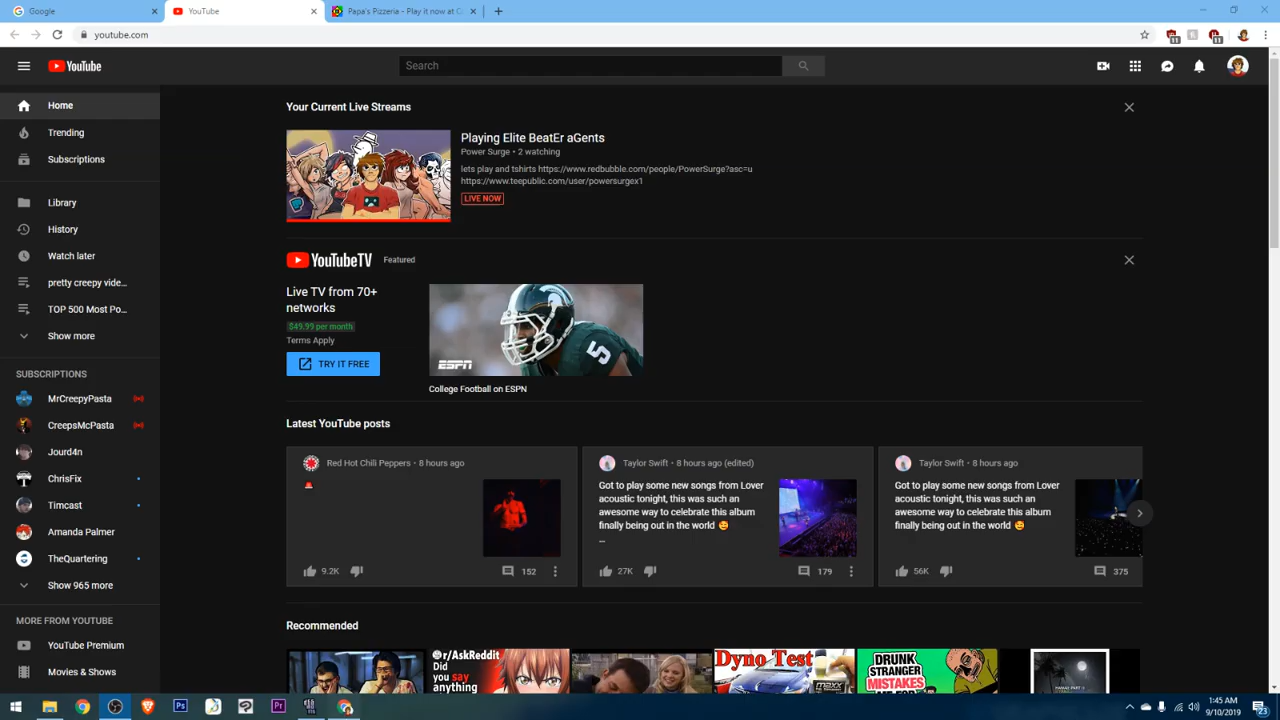 Google
YouTube
Papa's Pizzeria - Play it now at C
youtube.com
11
11
YouTube
Search
Home
Trending
Subscriptions
Library
History
Watch later
pretty creepy vide...
TOP 500 Most Po...
Show more
SUBSCRIPTIONS
MrCreepyPasta
CreepsMcPasta
Jourd4n
ChrisFix
Timcast
Amanda Palmer
TheQuartering
Show 965 more
MORE FROM YOUTUBE
YouTube Premium
Movies & Shows
Your Current Live Streams
Playing Elite BeatEr aGents
Power Surge • 2 watching
lets play and tshirts https://www.redbubble.com/people/PowerSurge?asc=u
https://www.teepublic.com/user/powersurgex1
LIVE NOW
YouTubeTV Featured
Live TV from 70+
networks
$49.99 per month
Terms Apply
TRY IT FREE
5
ESPN
College Football on ESPN
Latest YouTube posts
Red Hot Chili Peppers • 8 hours ago
9.2K 152
Taylor Swift • 8 hours ago (edited)
Got to play some new songs from Lover
acoustic tonight, this was such an
awesome way to celebrate this album
finally being out in the world 🥰
...
27K 179
Taylor Swift • 8 hours ago
Got to play some new songs from Lover
acoustic tonight, this was such an
awesome way to celebrate this album
finally being out in the world 🥰
56K 375
Recommended
r/AskReddit
Did
you say
anything
Dyno Test
maxx
DRUNK
STRANGER
MISTAKES
Ps
Pr
1:45 AM
9/10/2019
23